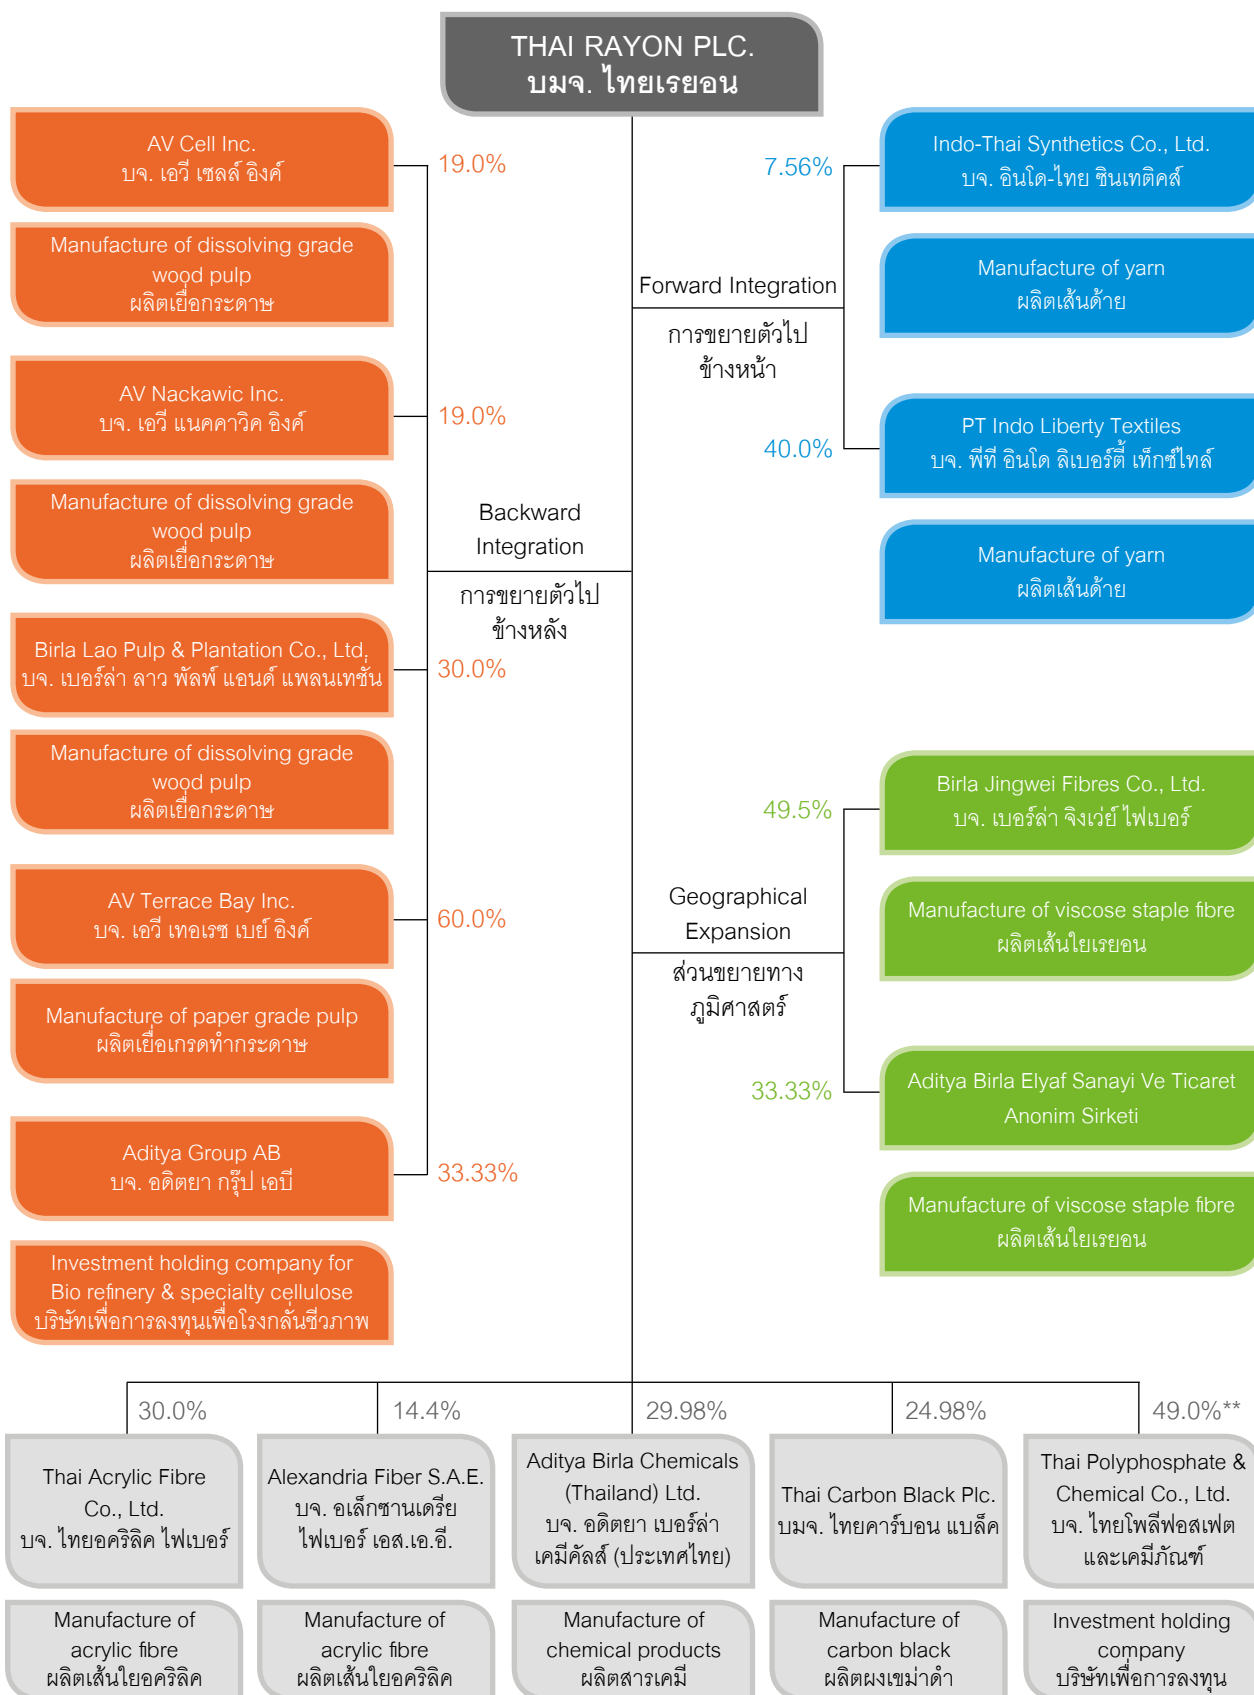 THAI RAYON PLC.
บมจ. ไทยเรยอน
AV Cell Inc.
บจ. เอวี เซลล์ อิงค์
19.0%
Manufacture of dissolving grade
wood pulp
ผลิตเยื่อกระดาษ
AV Nackawic Inc.
บจ. เอวี แนคคาวิค อิงค์
19.0%
Manufacture of dissolving grade
wood pulp
ผลิตเยื่อกระดาษ
Backward
Integration
การขยายตัวไป
ข้างหลัง
Birla Lao Pulp & Plantation Co., Ltd.
บจ. เบอร์ล่า ลาว พัลพ์ แอนด์ แพลนเทชั่น
30.0%
Manufacture of dissolving grade
wood pulp
ผลิตเยื่อกระดาษ
AV Terrace Bay Inc.
บจ. เอวี เทอเรซ เบย์ อิงค์
60.0%
Manufacture of paper grade pulp
ผลิตเยื่อเกรดทำกระดาษ
Aditya Group AB
บจ. อดิตยา กรุ๊ป เอบี
33.33%
Investment holding company for
Bio refinery & specialty cellulose
บริษัทเพื่อการลงทุนเพื่อโรงกลั่นชีวภาพ
7.56%
Indo-Thai Synthetics Co., Ltd.
บจ. อินโด-ไทย ซินเทติคส์
Manufacture of yarn
ผลิตเส้นด้าย
Forward Integration
การขยายตัวไป
ข้างหน้า
40.0%
PT Indo Liberty Textiles
บจ. พีที อินโด ลิเบอร์ตี้ เท็กซ์ไทล์
Manufacture of yarn
ผลิตเส้นด้าย
49.5%
Birla Jingwei Fibres Co., Ltd.
บจ. เบอร์ล่า จิงเว่ย์ ไฟเบอร์
Manufacture of viscose staple fibre
ผลิตเส้นใยเรยอน
Geographical
Expansion
ส่วนขยายทาง
ภูมิศาสตร์
33.33%
Aditya Birla Elyaf Sanayi Ve Ticaret
Anonim Sirketi
Manufacture of viscose staple fibre
ผลิตเส้นใยเรยอน
30.0%
Thai Acrylic Fibre
Co., Ltd.
บจ. ไทยอคริลิค ไฟเบอร์
Manufacture of
acrylic fibre
ผลิตเส้นใยอคริลิค
14.4%
Alexandria Fiber S.A.E.
บจ. อเล็กซานเดรีย
ไฟเบอร์ เอส.เอ.อี.
Manufacture of
acrylic fibre
ผลิตเส้นใยอคริลิค
29.98%
Aditya Birla Chemicals
(Thailand) Ltd.
บจ. อดิตยา เบอร์ล่า
เคมีคัลส์ (ประเทศไทย)
Manufacture of
chemical products
ผลิตสารเคมี
24.98%
Thai Carbon Black Plc.
บมจ. ไทยคาร์บอน แบล็ค
Manufacture of
carbon black
ผลิตผงเขม่าดำ
49.0%**
Thai Polyphosphate &
Chemical Co., Ltd.
บจ. ไทยโพลีฟอสเฟต
และเคมีภัณฑ์
Investment holding
company
บริษัทเพื่อการลงทุน